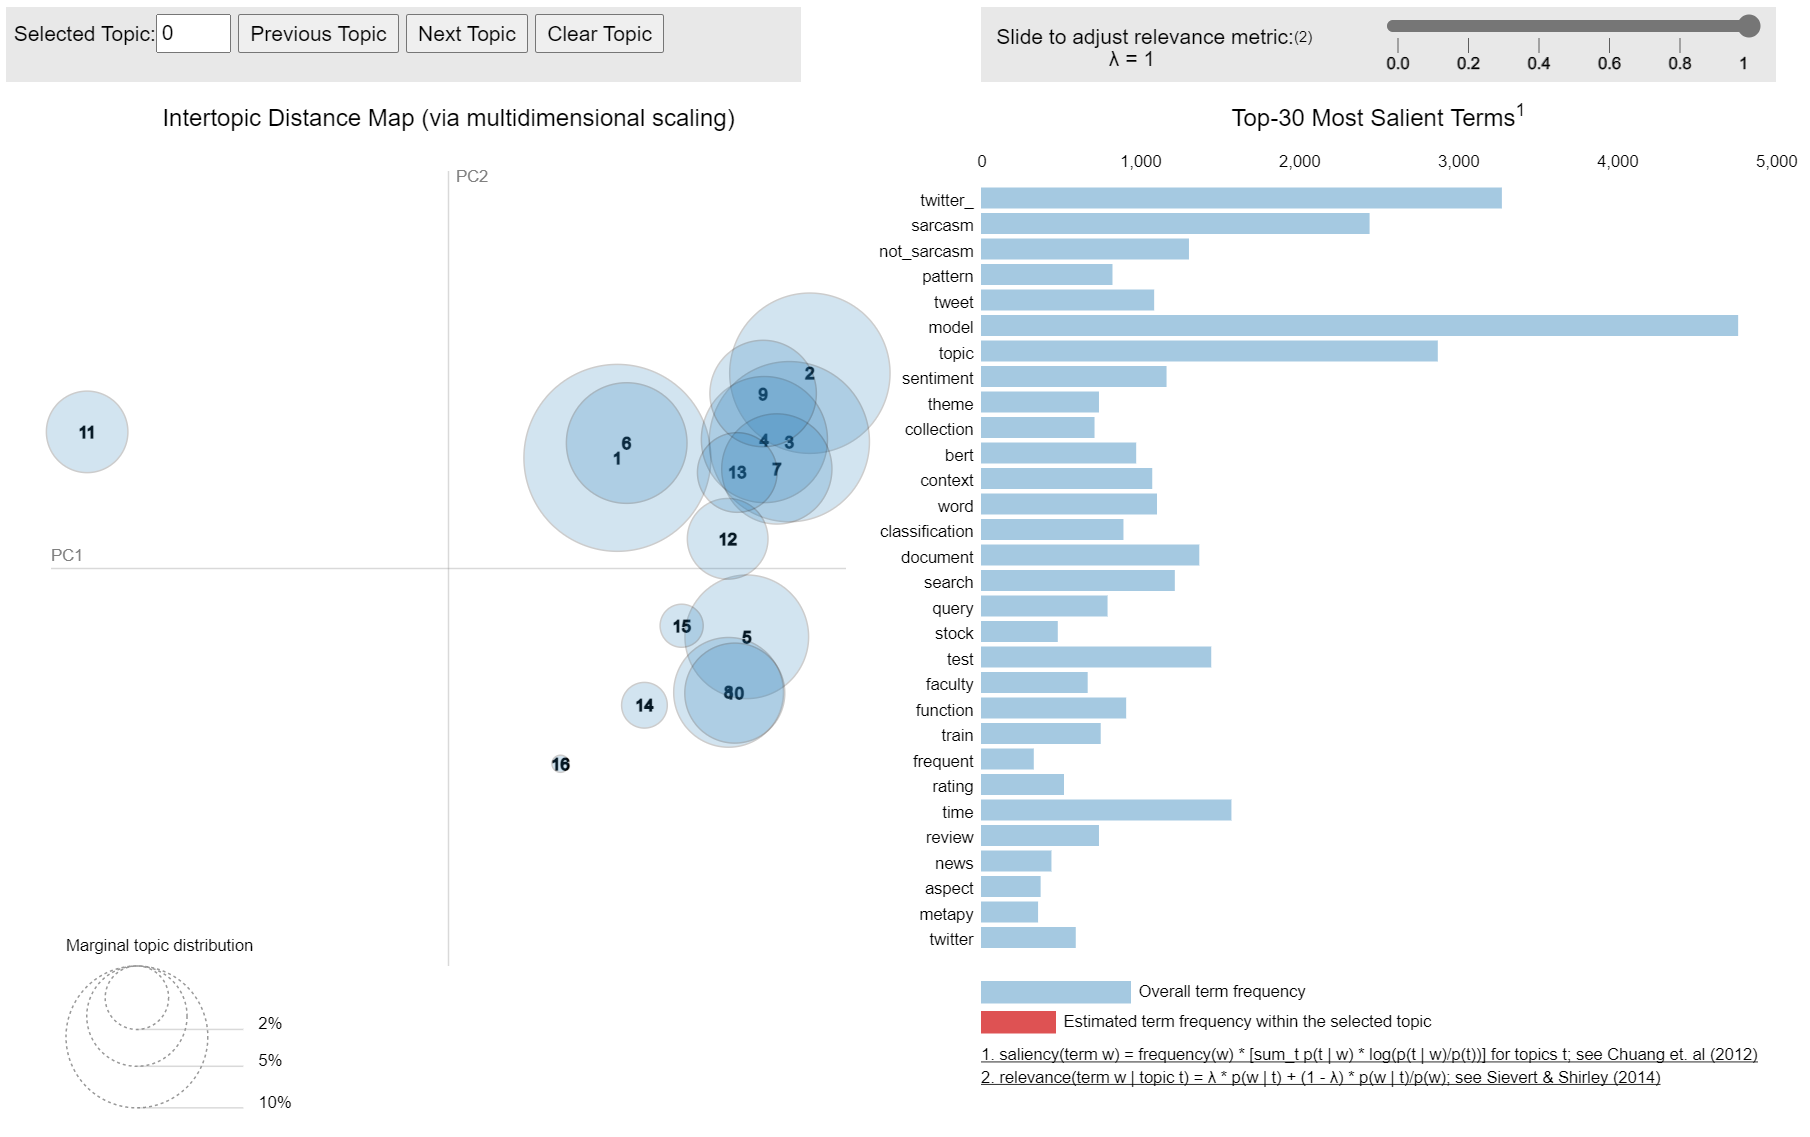 Selected Topic: 0 Previous Topic Next Topic Clear Topic
Slide to adjust relevance metric:(2)
λ = 1
0.0 0.2 0.4 0.6 0.8 1
Intertopic Distance Map (via multidimensional scaling)
PC2
PC1
2
9
11
6
4
3
1
7
13
12
15
5
8
10
14
16
Marginal topic distribution
2%
5%
10%
Top-30 Most Salient Terms1
0 1,000 2,000 3,000 4,000 5,000
twitter_
sarcasm
not_sarcasm
pattern
tweet
model
topic
sentiment
theme
collection
bert
context
word
classification
document
search
query
stock
test
faculty
function
train
frequent
rating
time
review
news
aspect
metapy
twitter
Overall term frequency
Estimated term frequency within the selected topic
1. saliency(term w) = frequency(w) * [sum_t p(t | w) * log(p(t | w)/p(t))] for topics t; see Chuang et. al (2012)
2. relevance(term w | topic t) = λ * p(w | t) + (1 - λ) * p(w | t)/p(w); see Sievert & Shirley (2014)